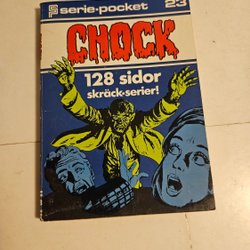 serie-pocket 23
CHOCK
128 sidor
skräck-serier!